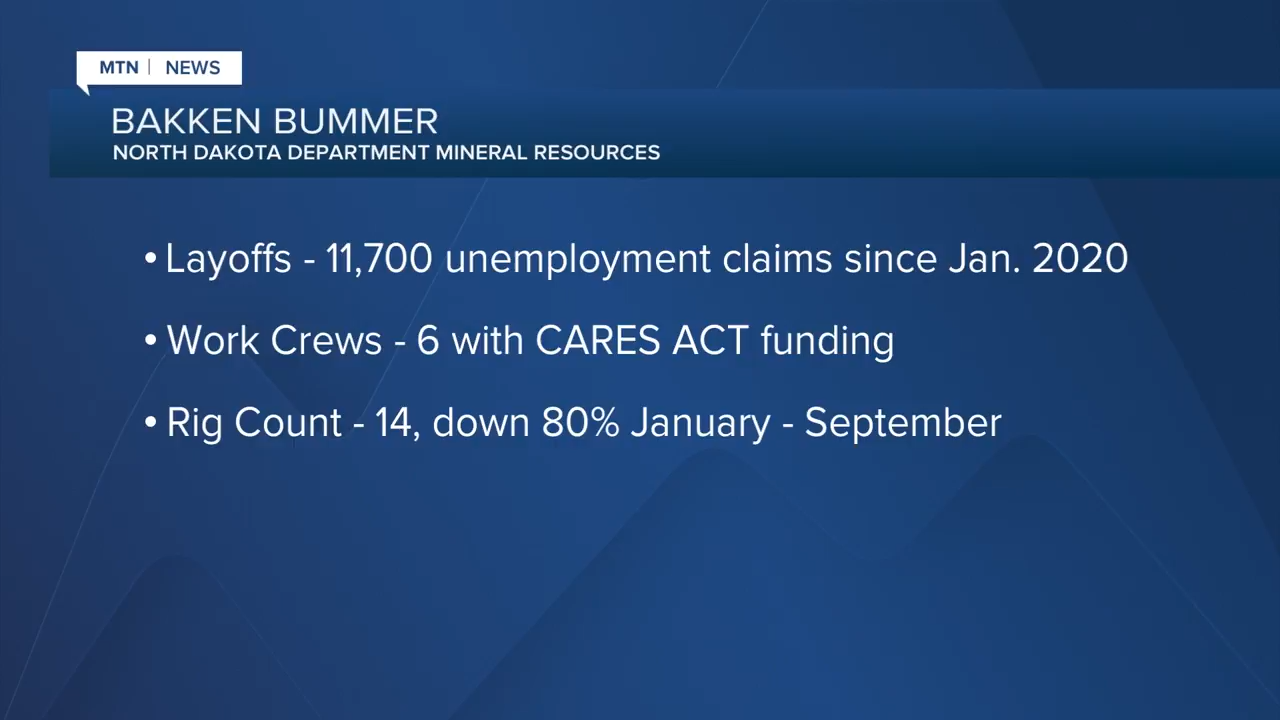 MTN | NEWS
BAKKEN BUMMER
NORTH DAKOTA DEPARTMENT MINERAL RESOURCES
• Layoffs - 11,700 unemployment claims since Jan. 2020
• Work Crews - 6 with CARES ACT funding
• Rig Count - 14, down 80% January - September